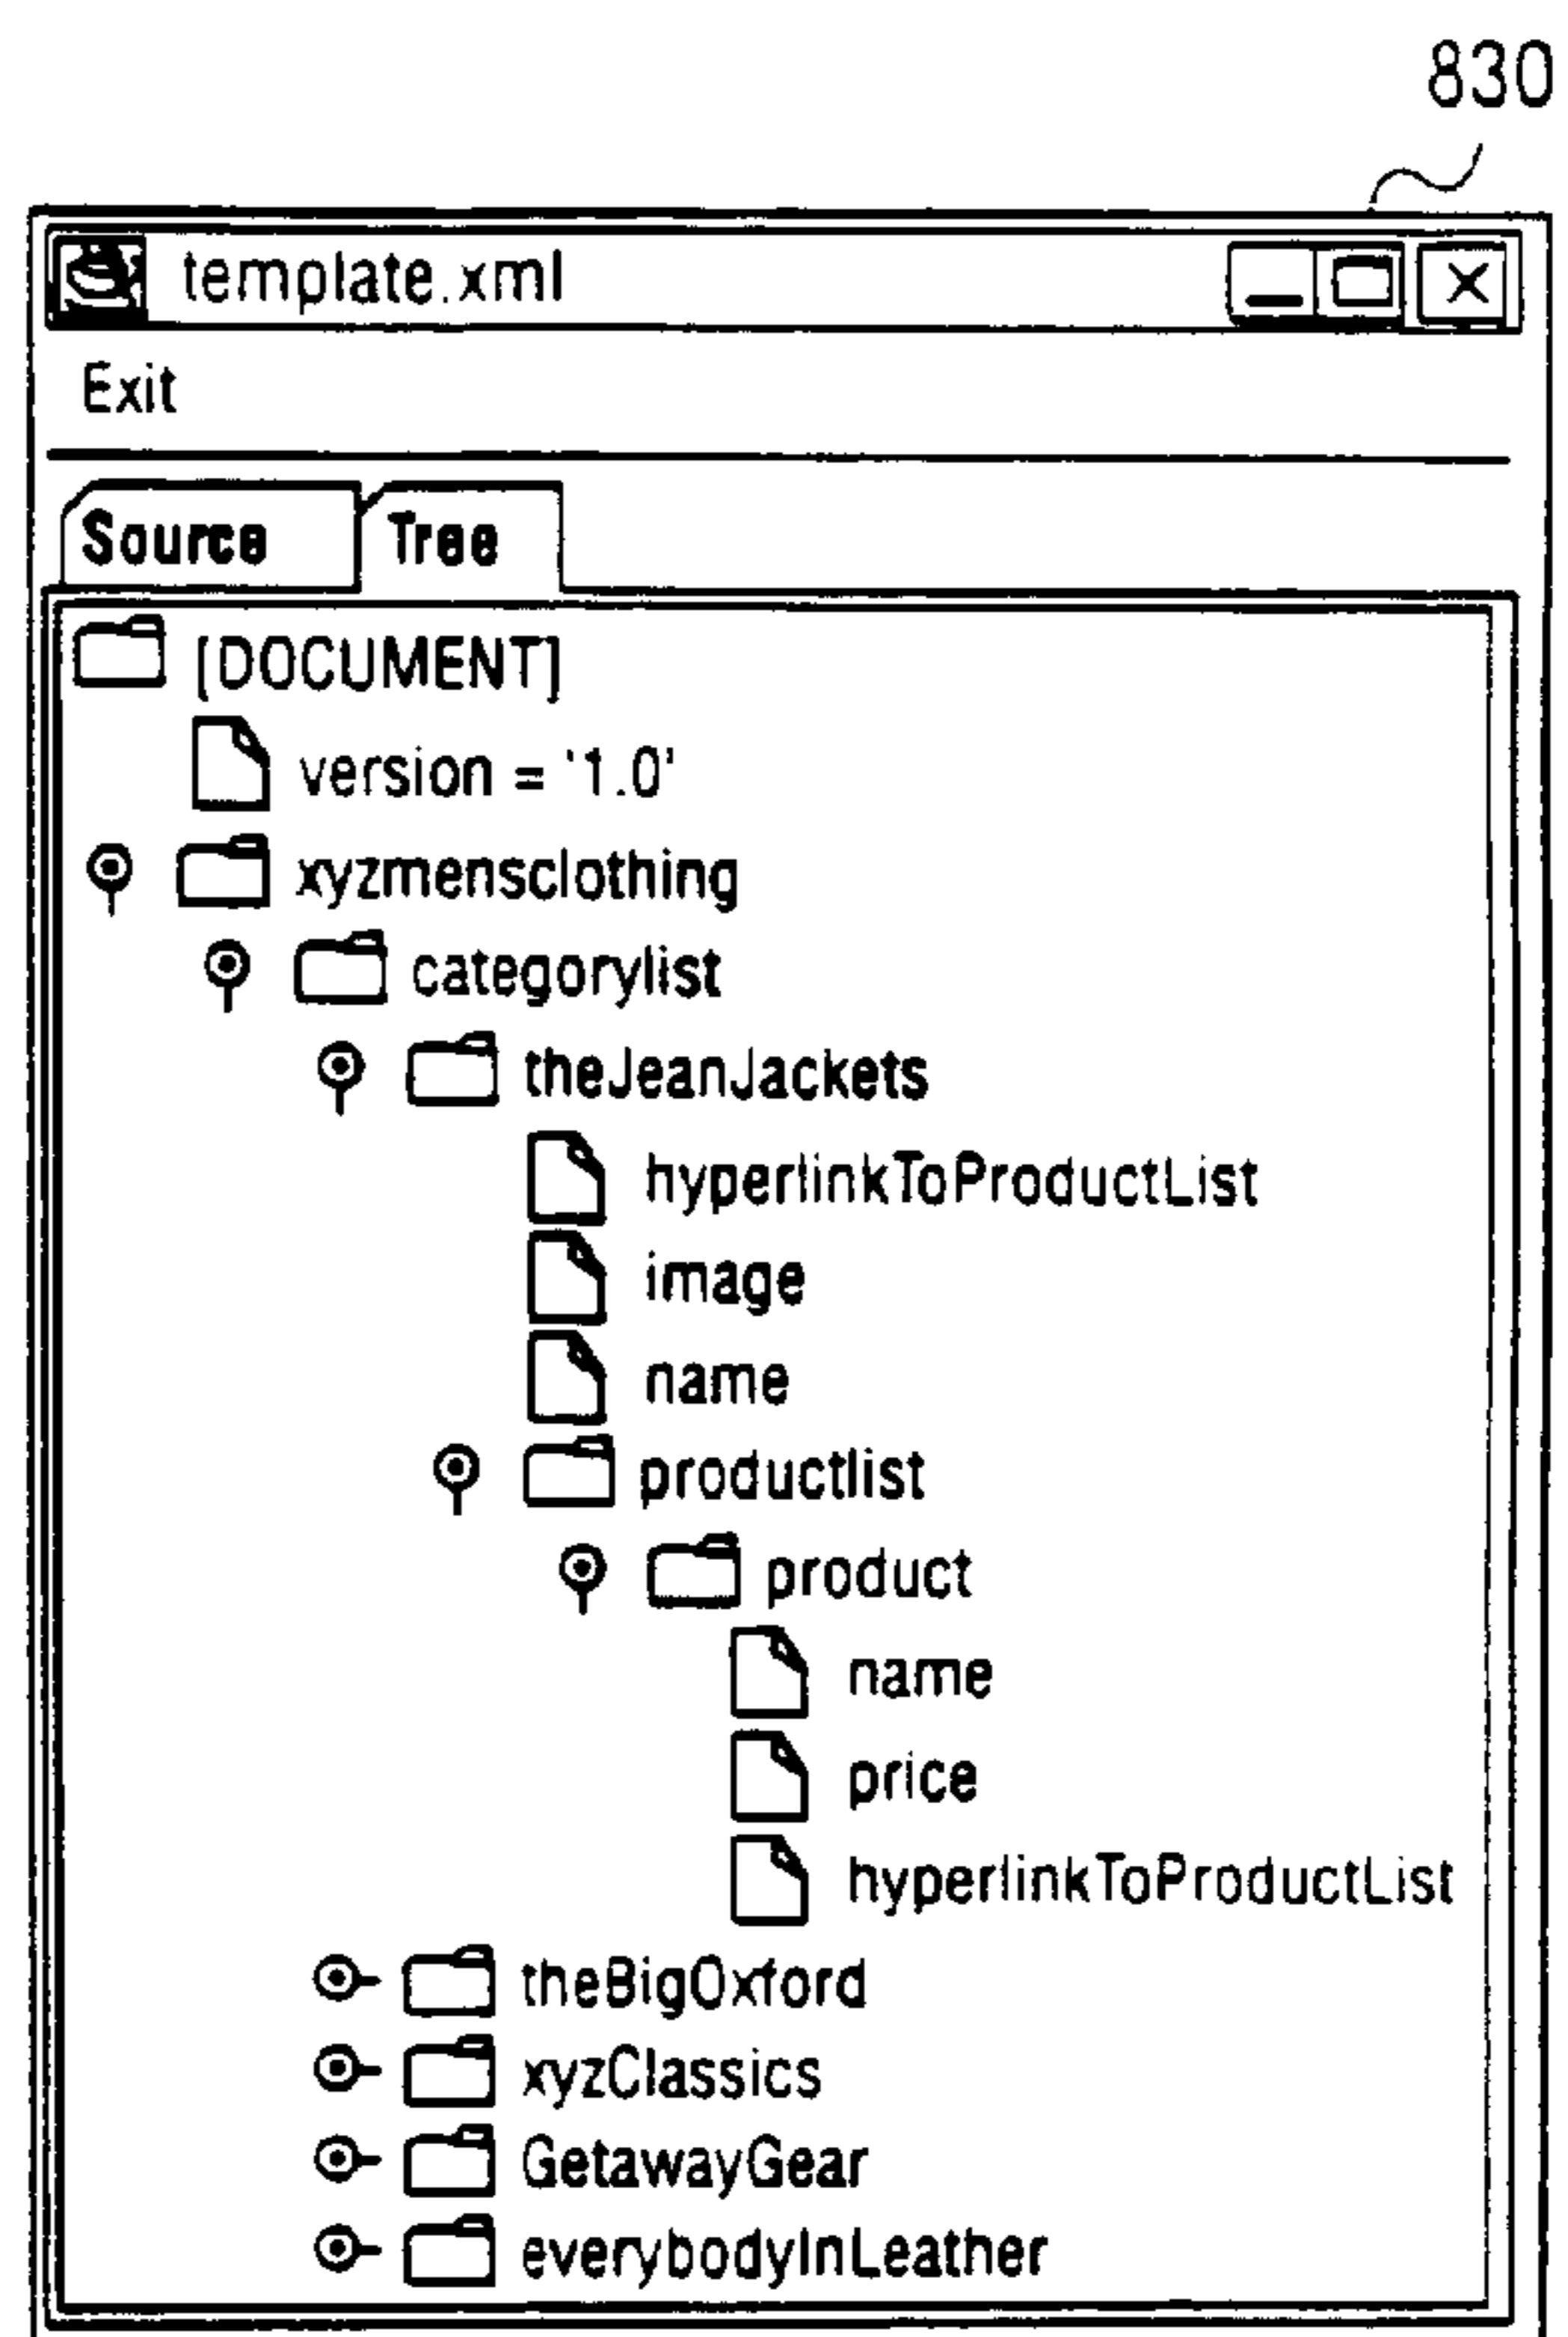 830
template.xml
Exit
Source Tree
[DOCUMENT]
version = '1.0'
xyzmensclothing
categorylist
theJeanJackets
hyperlinkToProductList
image
name
productlist
product
name
price
hyperlinkToProductList
theBigOxford
xyzClassics
GetawayGear
everybodyInLeather